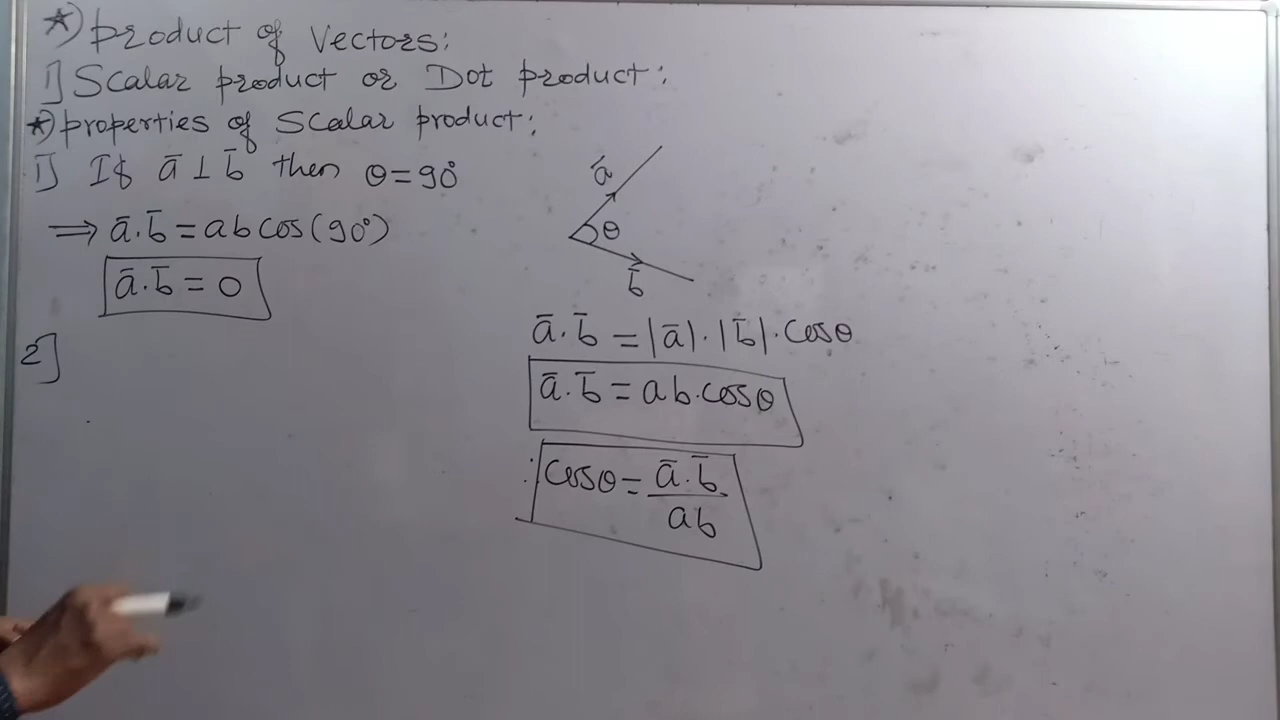 *) product of Vectors:
1] Scalar product or Dot product:
*) properties of Scalar product:
1] If ā ⊥ b̄ then θ = 90°
⟹ ā . b̄ = ab cos(90°)
ā . b̄ = 0
2]
ā
θ
b̄
ā . b̄ = |ā| . |b̄| . cosθ
ā . b̄ = ab . cosθ
∴ cosθ = ā . b̄ / ab